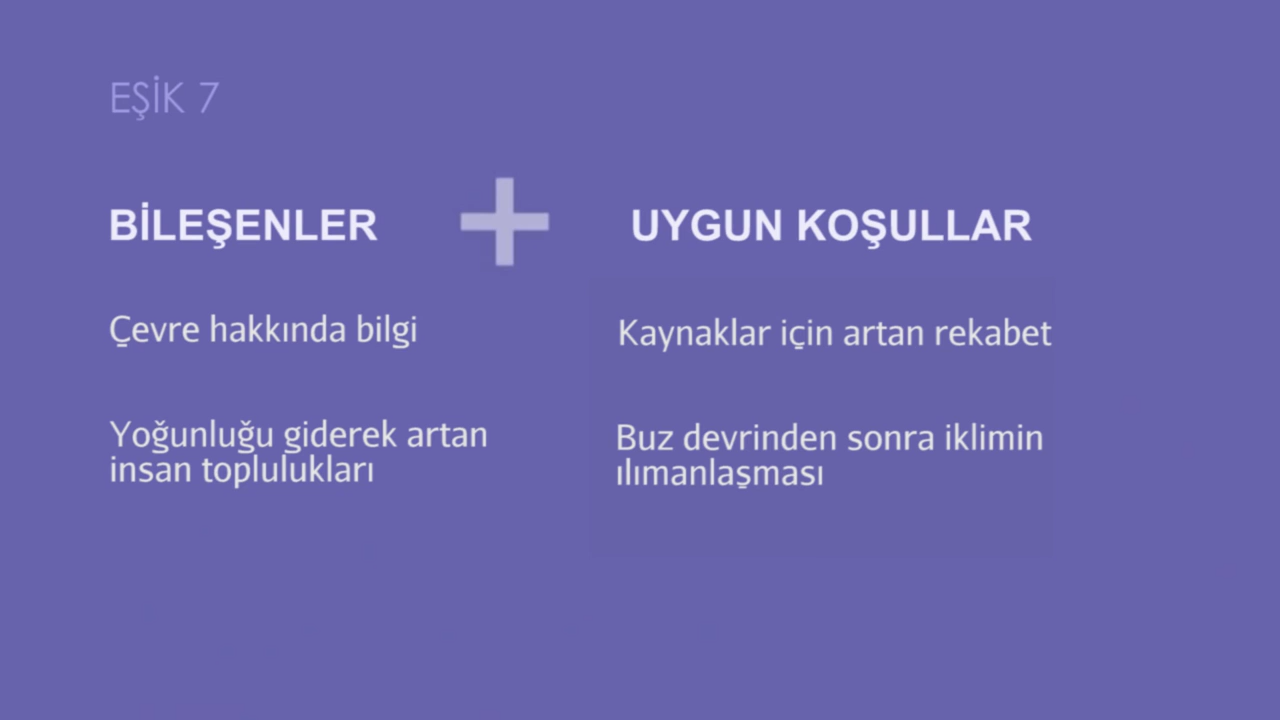 EŞİK 7
BİLEŞENLER + UYGUN KOŞULLAR
Çevre hakkında bilgi
Yoğunluğu giderek artan
insan toplulukları
Kaynaklar için artan rekabet
Buz devrinden sonra iklimin
ılımanlaşması